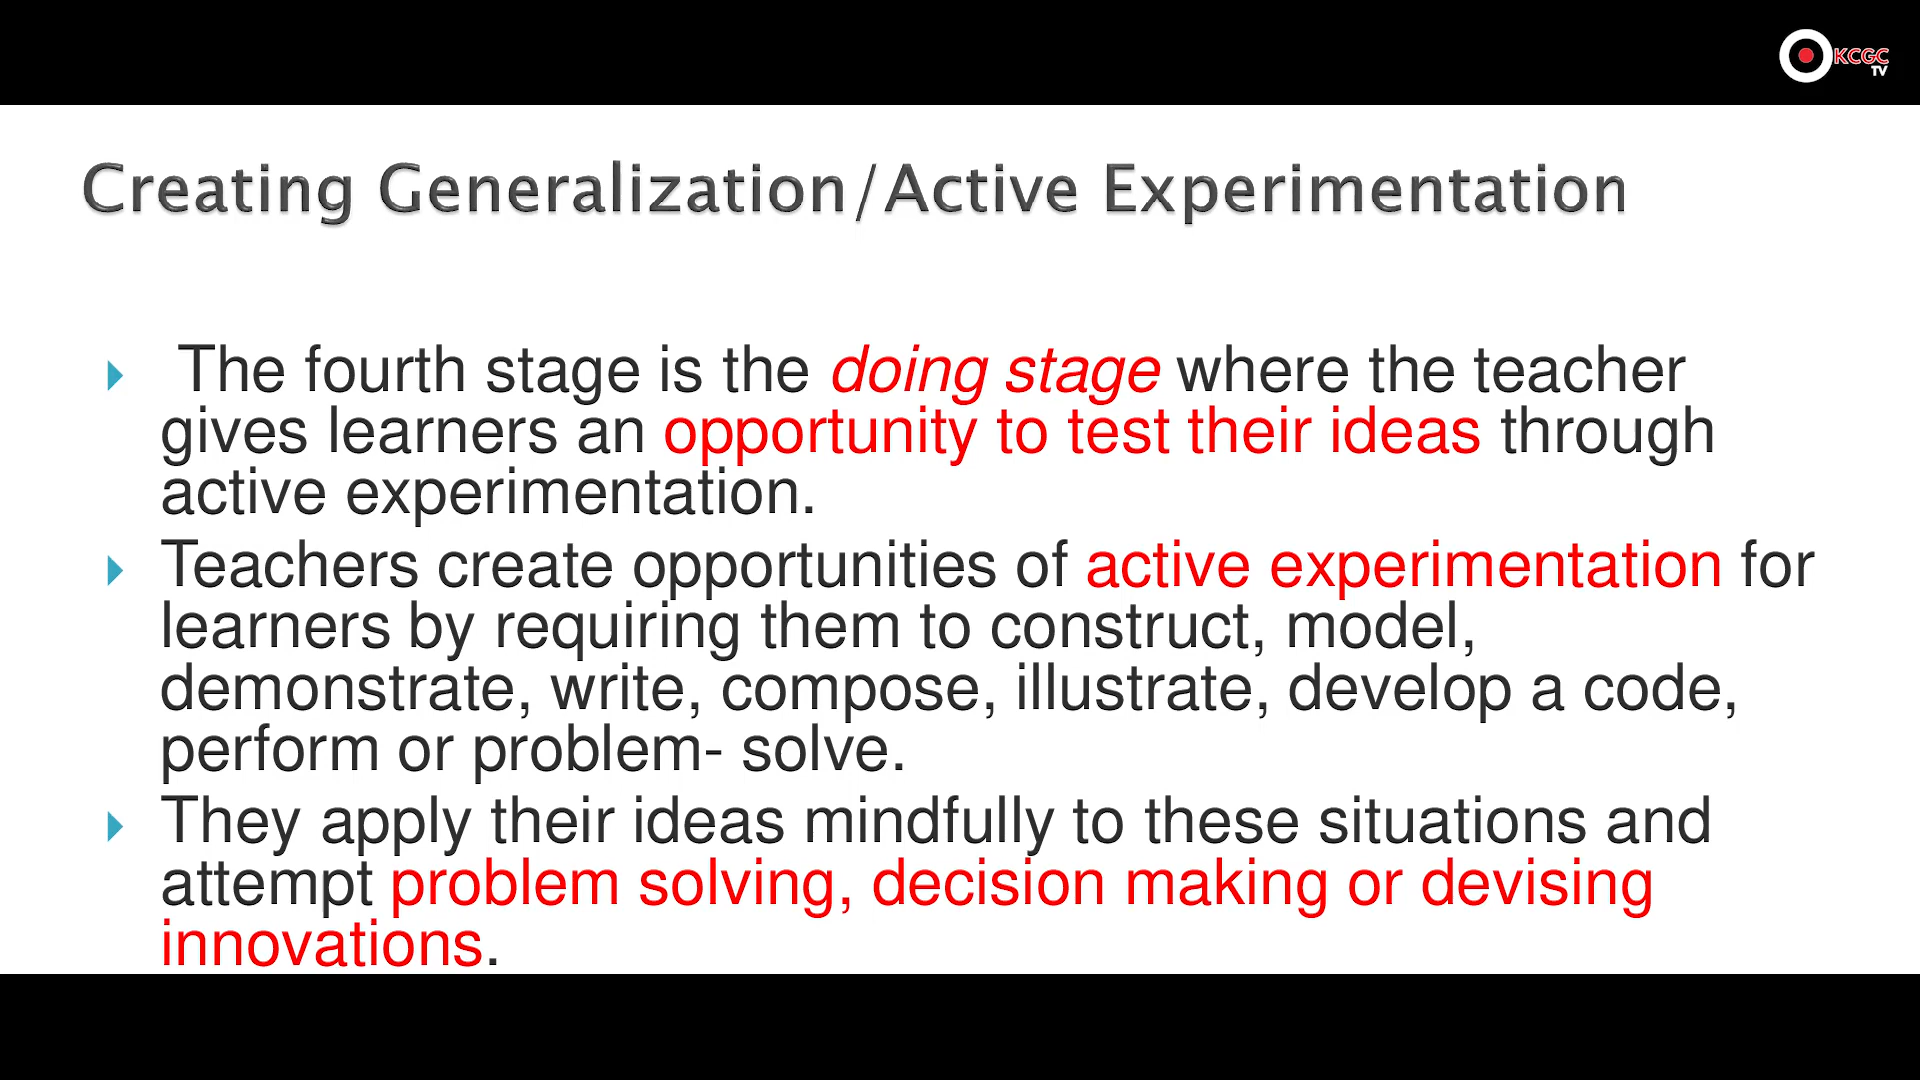 KCGC
TV
Creating Generalization/Active Experimentation
The fourth stage is the doing stage where the teacher
gives learners an opportunity to test their ideas through
active experimentation.
Teachers create opportunities of active experimentation for
learners by requiring them to construct, model,
demonstrate, write, compose, illustrate, develop a code,
perform or problem- solve.
They apply their ideas mindfully to these situations and
attempt problem solving, decision making or devising
innovations.